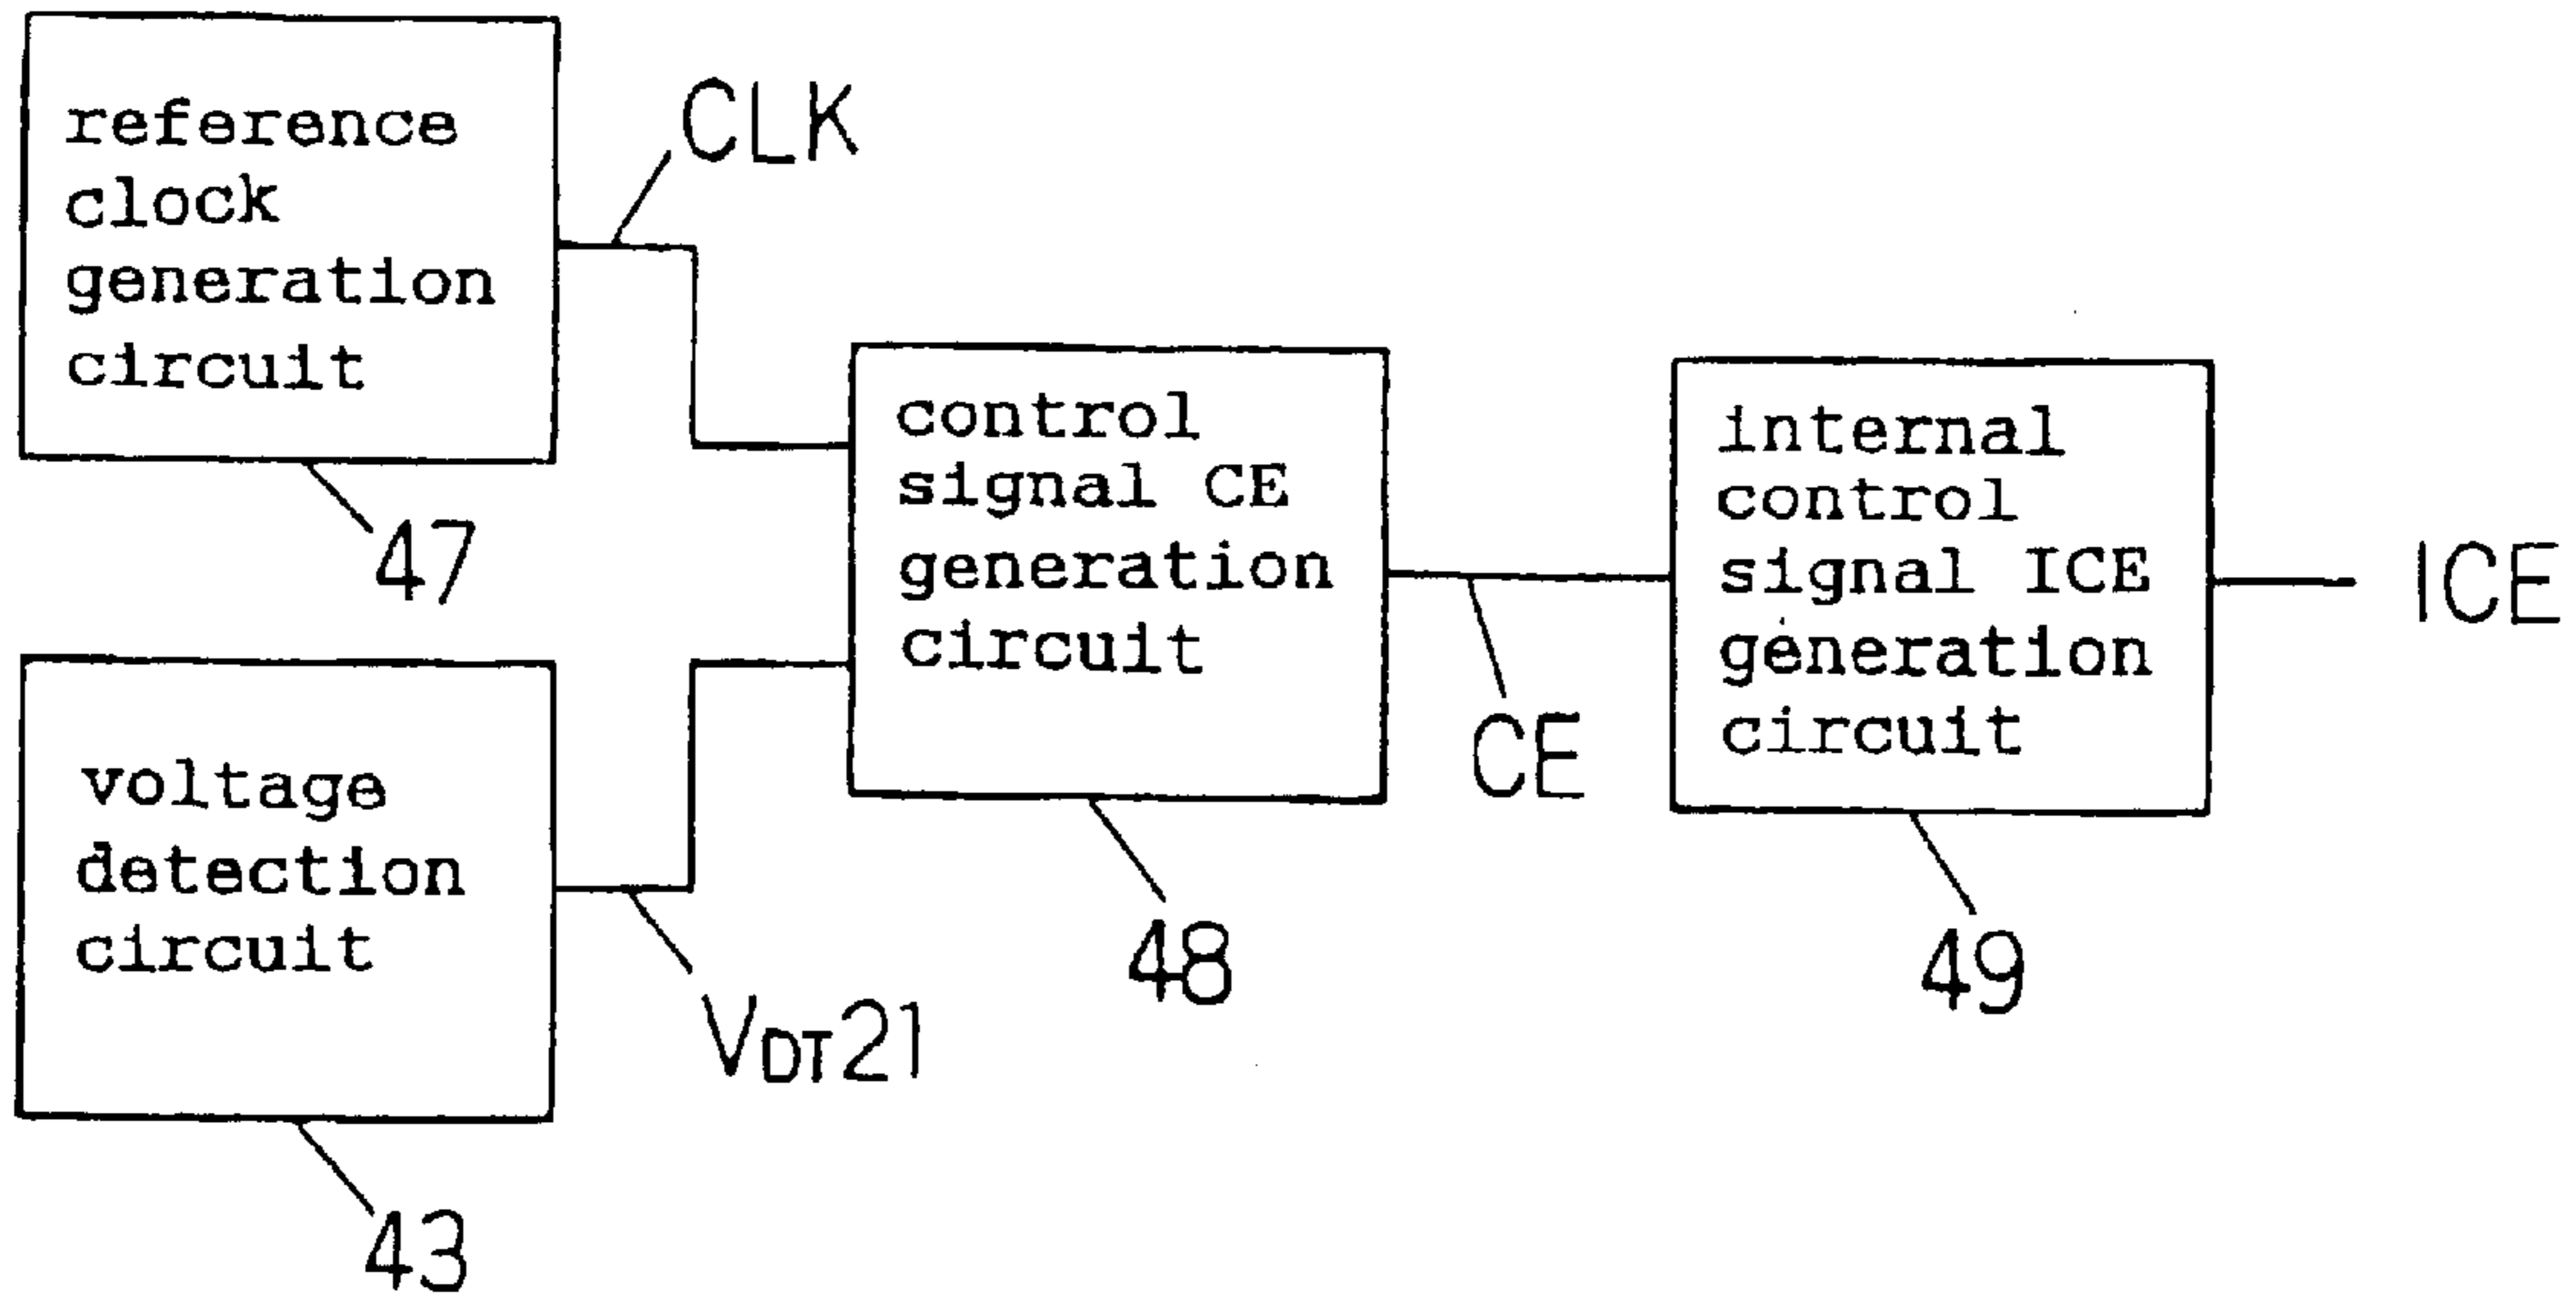 reference
clock
generation
circuit
CLK
47
voltage
detection
circuit
VDT21
43
control
signal CE
generation
circuit
48
CE
internal
control
signal ICE
generation
circuit
49
ICE